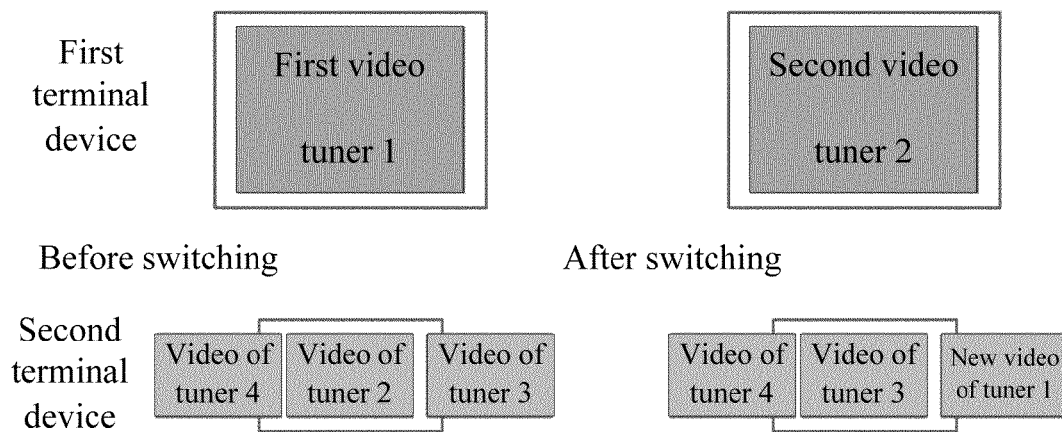 First
terminal
device
First video
tuner 1
Second video
tuner 2
Before switching
After switching
Second
terminal
device
Video of
tuner 4
Video of
tuner 2
Video of
tuner 3
Video of
tuner 4
Video of
tuner 3
New video
of tuner 1